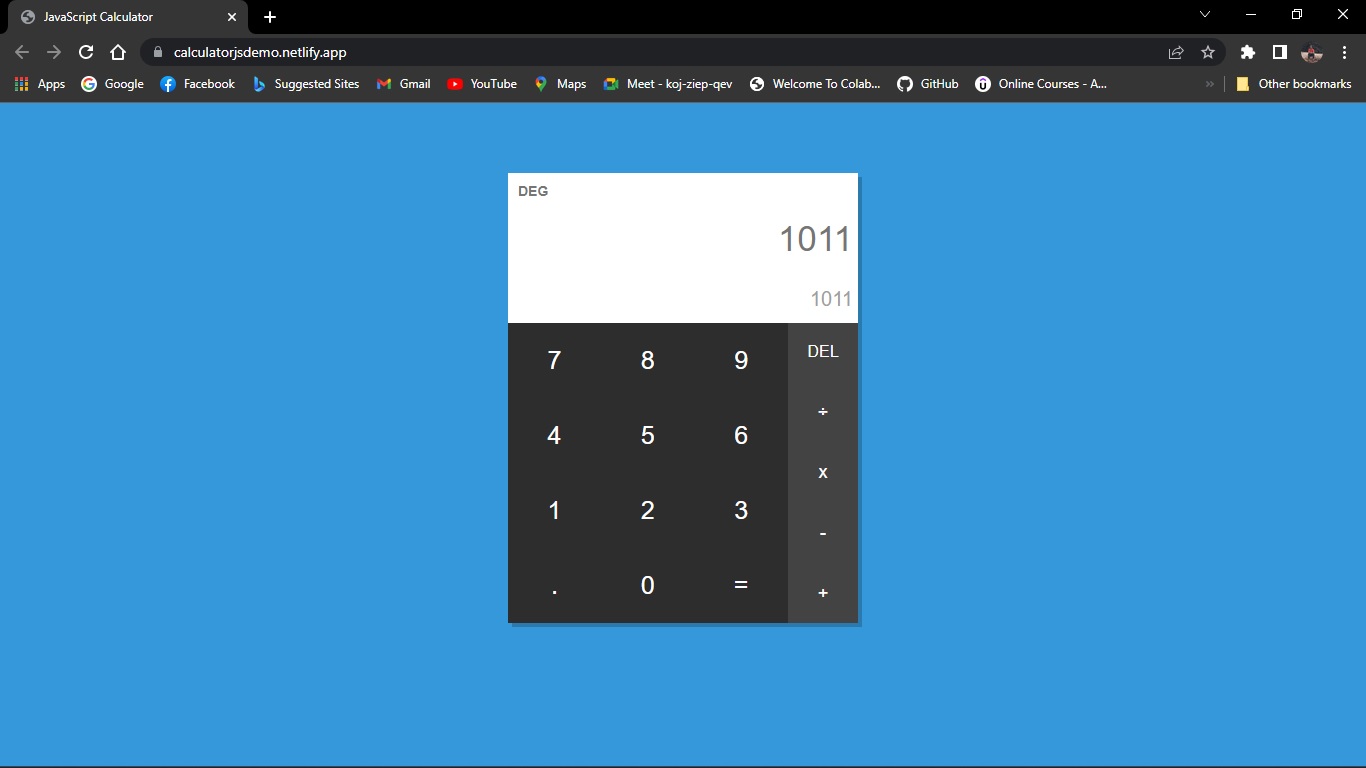 JavaScript Calculator
calculatorjsdemo.netlify.app
Apps Google Facebook Suggested Sites Gmail YouTube Maps Meet - koj-ziep-qev Welcome To Colab... GitHub Online Courses - A... » Other bookmarks
DEG
1011
1011
7 8 9 DEL
÷
4 5 6
x
1 2 3
-
. 0 =
+